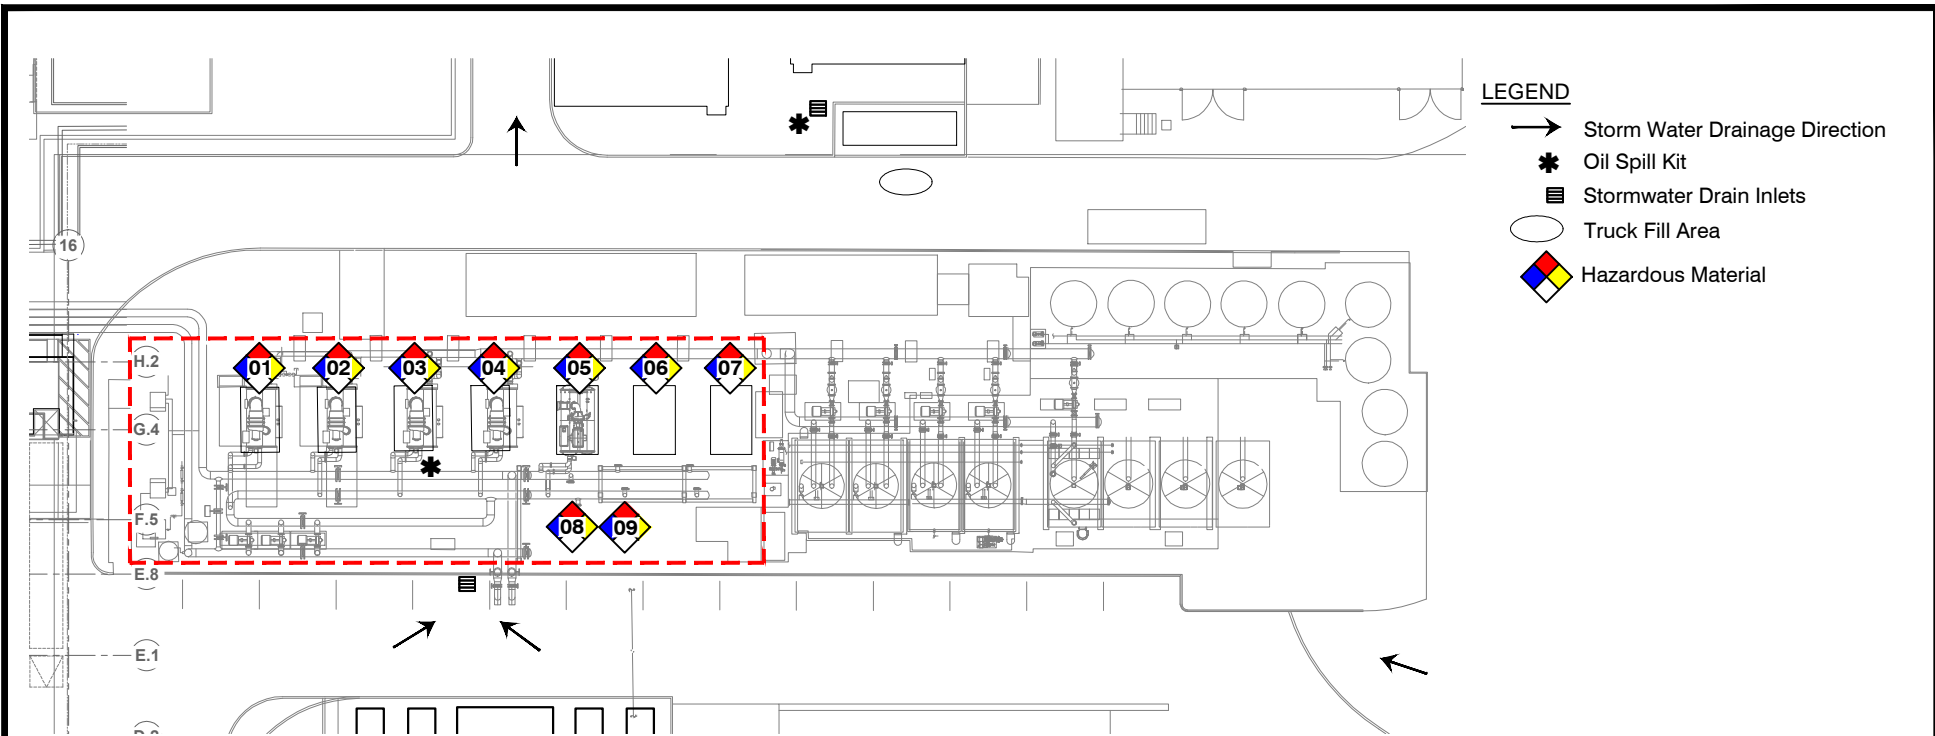 LEGEND
Storm Water Drainage Direction
Oil Spill Kit
Stormwater Drain Inlets
Truck Fill Area
Hazardous Material
16
H.2
01 02 03 04 05 06 07
G.4
F.5
08 09
E.8
E.1